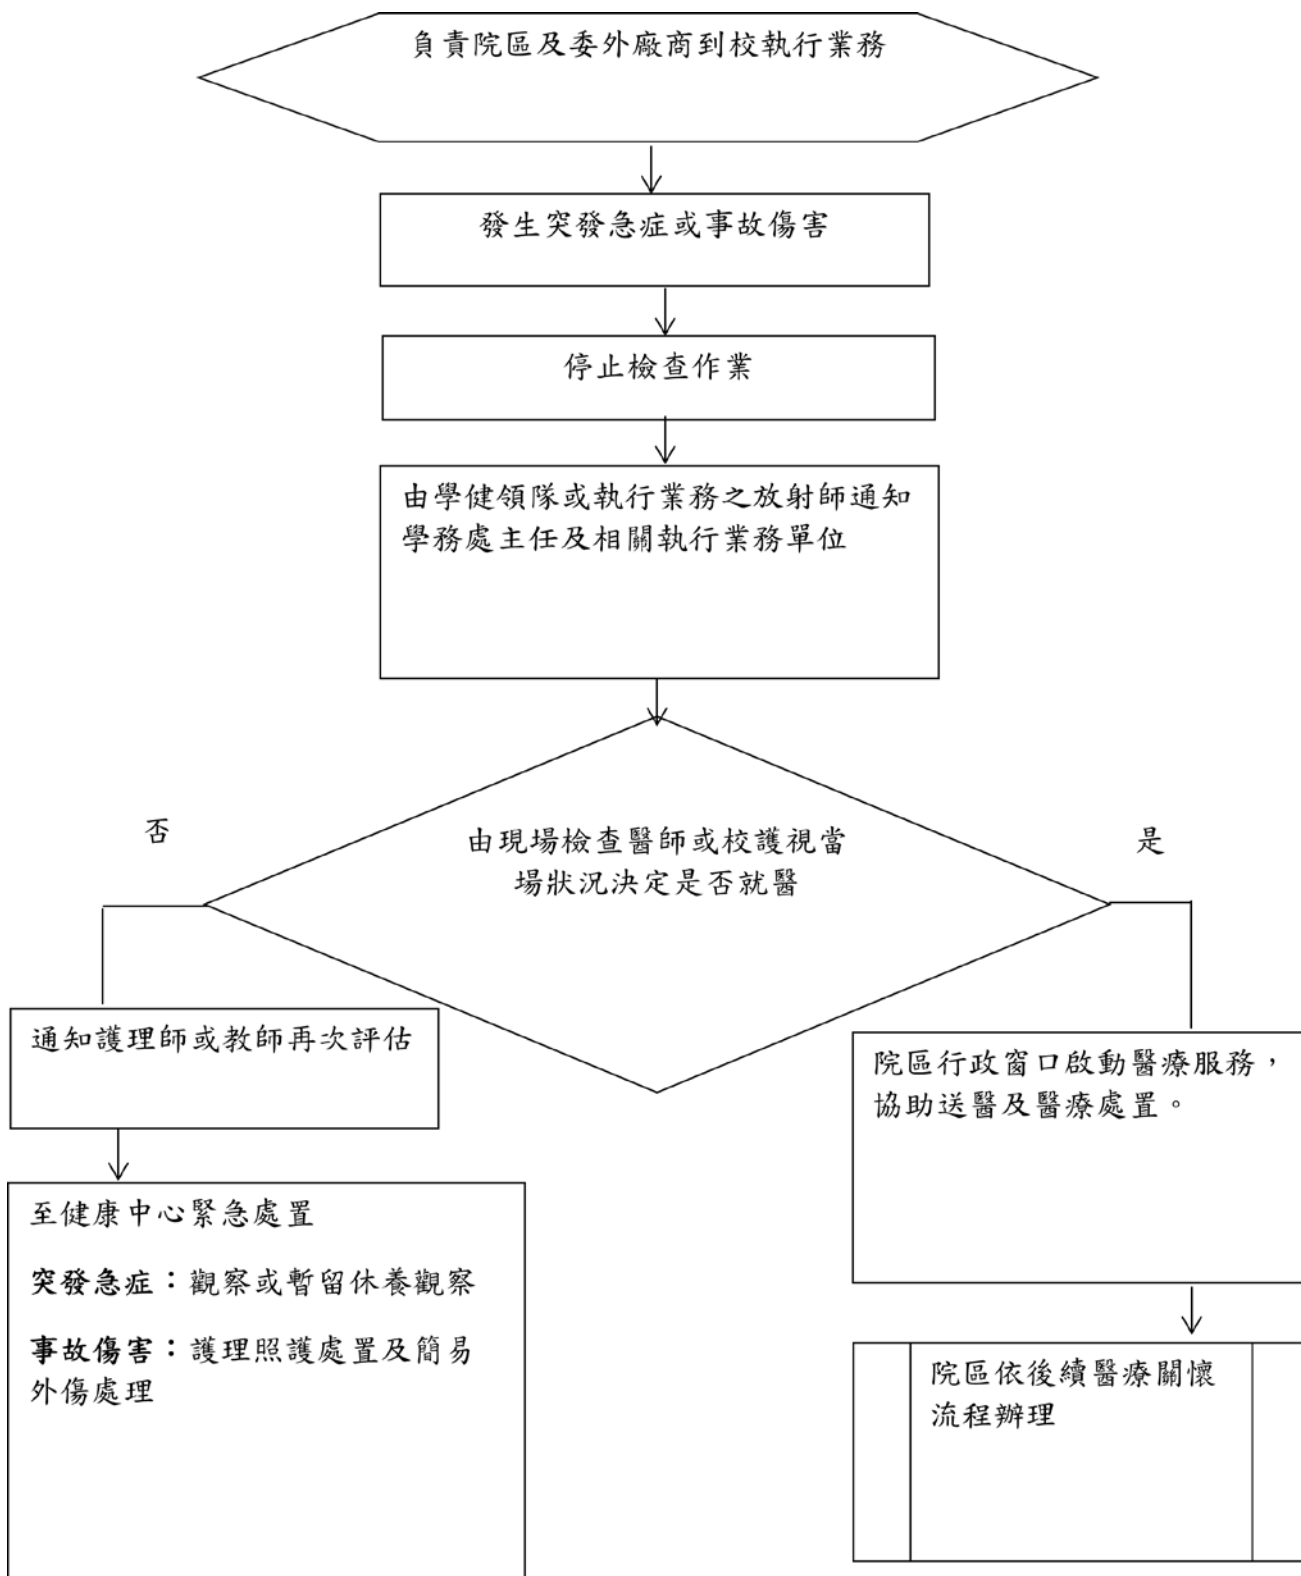 負責院區及委外廠商到校執行業務
發生突發急症或事故傷害
停止檢查作業
由學健領隊或執行業務之放射師通知
學務處主任及相關執行業務單位
否
由現場檢查醫師或校護視當
場狀況決定是否就醫
是
通知護理師或教師再次評估
至健康中心緊急處置
突發急症：觀察或暫留休養觀察
事故傷害：護理照護處置及簡易
外傷處理
院區行政窗口啟動醫療服務，
協助送醫及醫療處置。
院區依後續醫療關懷
流程辦理